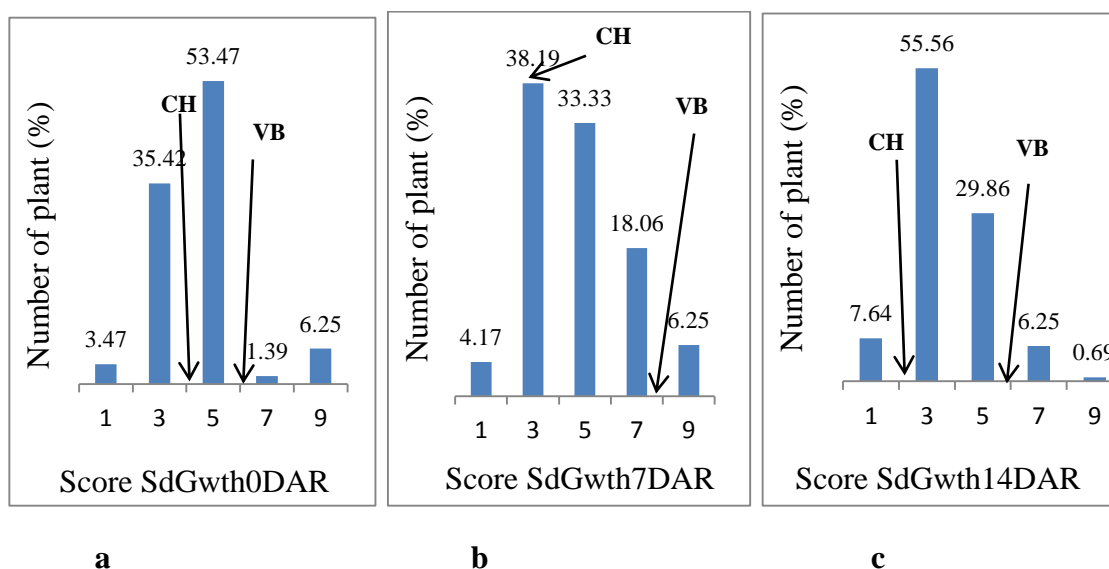 Number of plant (%)
3.47
35.42
53.47
1.39
6.25
CH
VB
1 3 5 7 9
Score SdGwth0DAR
a
Number of plant (%)
4.17
38.19
33.33
18.06
6.25
CH
VB
1 3 5 7 9
Score SdGwth7DAR
b
Number of plant (%)
7.64
55.56
29.86
6.25
0.69
CH
VB
1 3 5 7 9
Score SdGwth14DAR
c